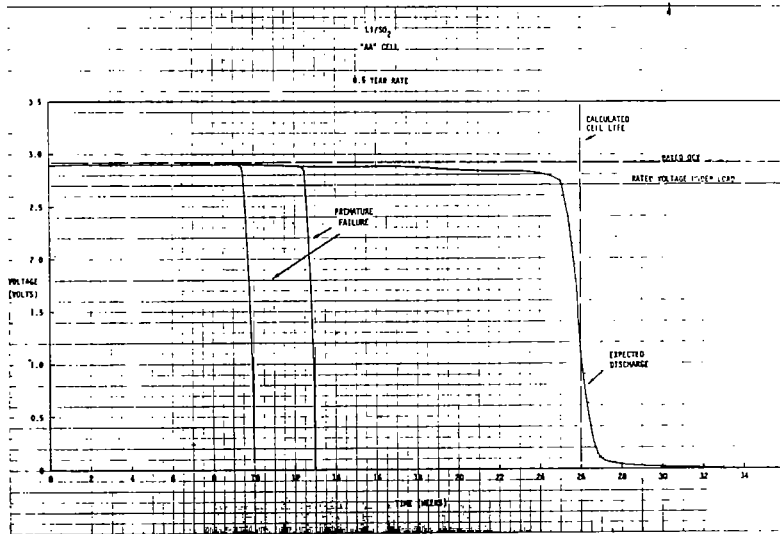 Li/SO2
"AA" CELL
0.5 YEAR RATE
3.5
CALCULATED
CELL LIFE
RATED OCV
3.0
RATED VOLTAGE UNDER LOAD
2.5
PREMATURE
FAILURE
2.0
VOLTAGE
(VOLTS)
1.5
EXPECTED
DISCHARGE
1.0
0.5
0
0 2 4 6 8 10 12 14 16 18 20 22 24 26 28 30 32 34
TIME (WEEKS)